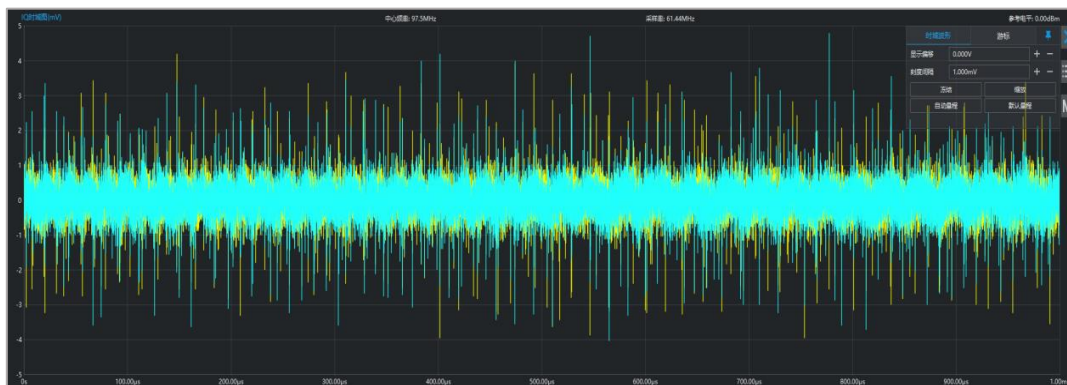 IQ时域图(mV)
中心频率: 97.5MHz
采样率: 61.44MHz
参考电平: 0.00dBm
时域波形
游标
显示偏移
0.000V
+ −
刻度间隔
1.000mV
+ −
冻结
缩放
自动量程
默认量程
M
5
4
3
2
1
0
-1
-2
-3
-4
-5
0s
100.00μs
200.00μs
300.00μs
400.00μs
500.00μs
600.00μs
700.00μs
800.00μs
900.00μs